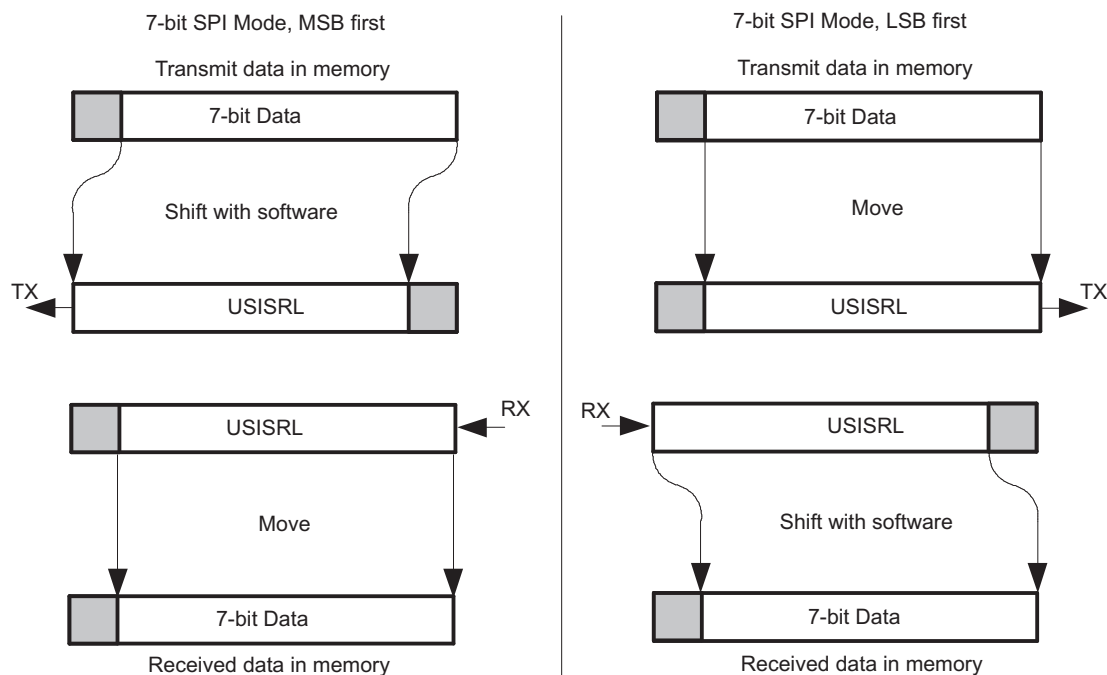 7-bit SPI Mode, MSB first
Transmit data in memory
7-bit Data
Shift with software
TX
USISRL
USISRL
RX
Move
7-bit Data
Received data in memory
7-bit SPI Mode, LSB first
Transmit data in memory
7-bit Data
Move
USISRL
TX
RX
USISRL
Shift with software
7-bit Data
Received data in memory